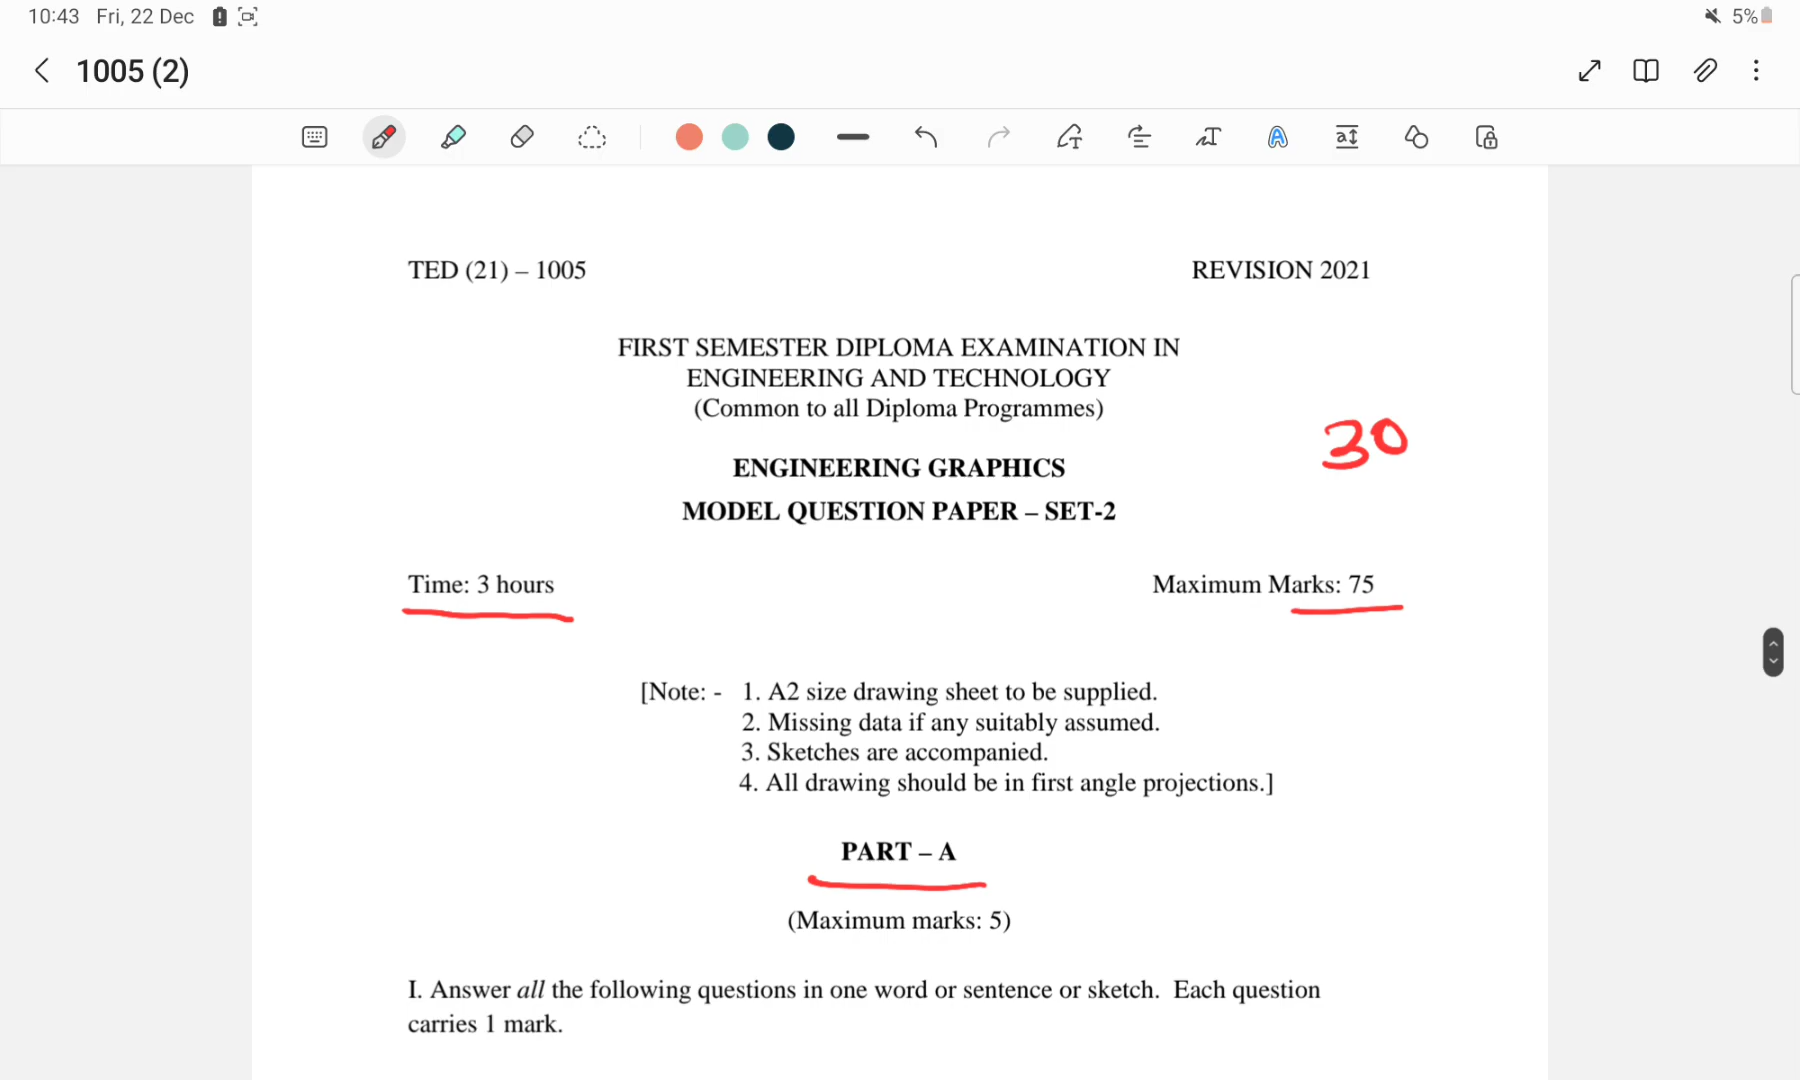 10:43 Fri, 22 Dec 5%
1005 (2)
TED (21) – 1005 REVISION 2021
FIRST SEMESTER DIPLOMA EXAMINATION IN
ENGINEERING AND TECHNOLOGY
(Common to all Diploma Programmes)
30
ENGINEERING GRAPHICS
MODEL QUESTION PAPER – SET-2
Time: 3 hours Maximum Marks: 75
[Note: - 1. A2 size drawing sheet to be supplied.
2. Missing data if any suitably assumed.
3. Sketches are accompanied.
4. All drawing should be in first angle projections.]
PART – A
(Maximum marks: 5)
I. Answer all the following questions in one word or sentence or sketch. Each question
carries 1 mark.